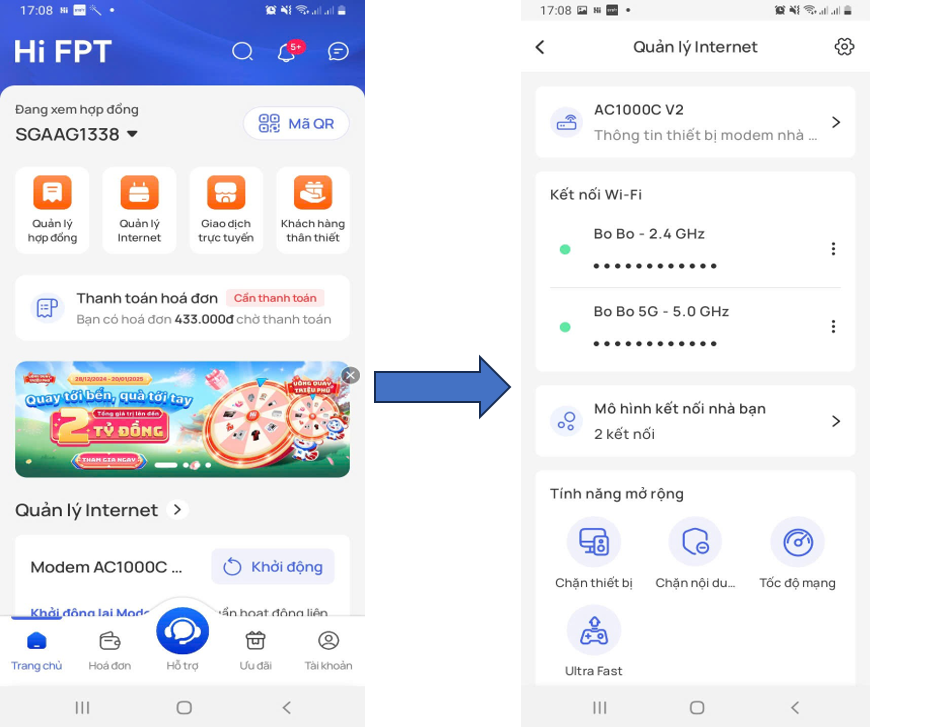 17:08
Hi FPT
5+
Đang xem hợp đồng
SGAAG1338
Mã QR
Quản lý
hợp đồng
Quản lý
Internet
Giao dịch
trực tuyến
Khách hàng
thân thiết
Thanh toán hoá đơn
Cần thanh toán
Bạn có hoá đơn 433.000đ chờ thanh toán
VÒNG QUAY
TRIỆU PHÚ
28/12/2024 - 20/01/2025
Quay tới bến, quà tới tay
Tổng giá trị lên đến
2 TỶ ĐỒNG
THAM GIA NGAY
VÒNG QUAY
TRIỆU PHÚ
Quản lý Internet
Modem AC1000C ...
Khởi động
Khởi động lại Mode
ần hoạt động liên
Trang chủ
Hoá đơn
Hỗ trợ
Ưu đãi
Tài khoản
17:08
Quản lý Internet
AC1000C V2
Thông tin thiết bị modem nhà ...
Kết nối Wi-Fi
Bo Bo - 2.4 GHz
Bo Bo 5G - 5.0 GHz
Mô hình kết nối nhà bạn
2 kết nối
Tính năng mở rộng
Chặn thiết bị
Chặn nội du...
Tốc độ mạng
Ultra Fast